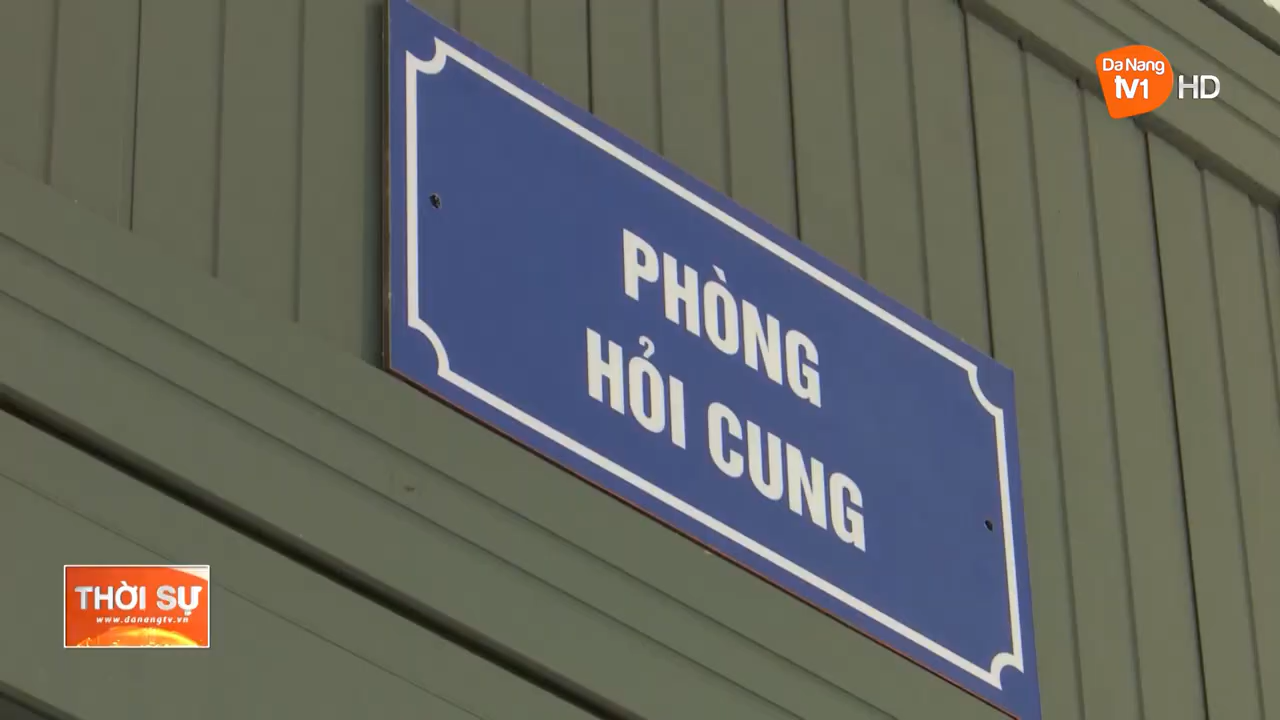 Da Nang
TV1 HD
PHÒNG
HỎI CUNG
THỜI SỰ
www.danangtv.vn